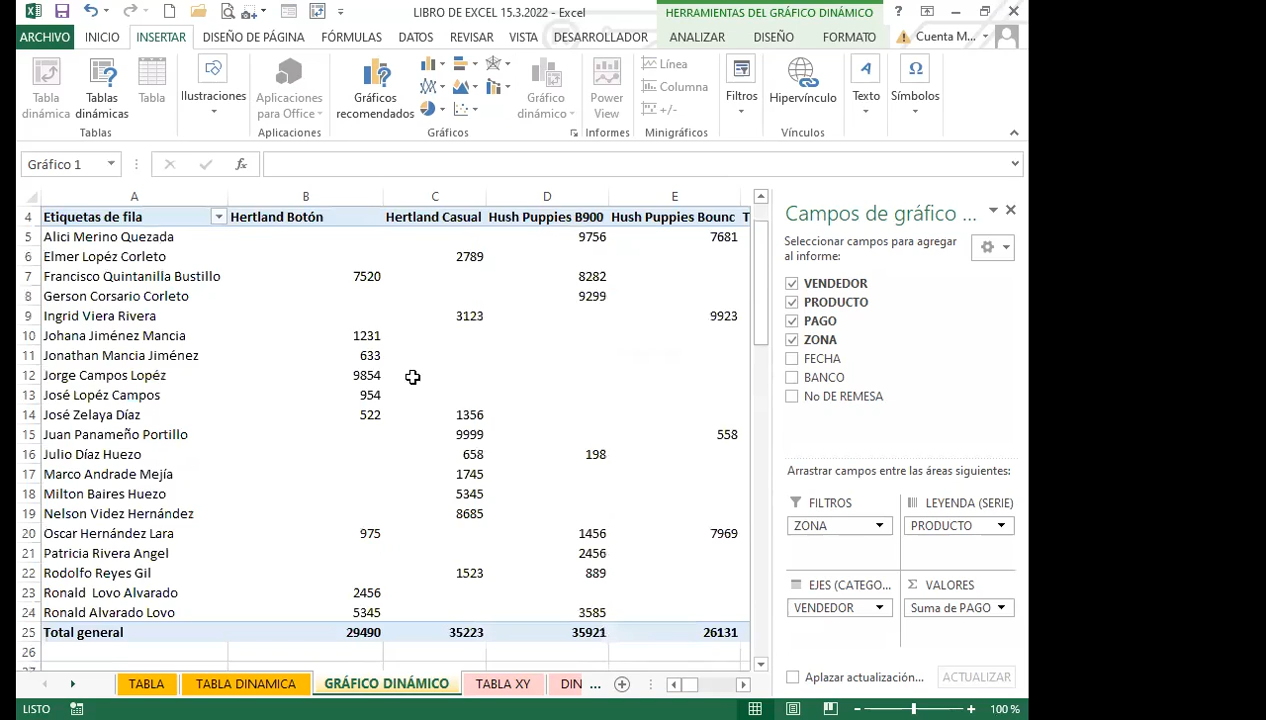 LIBRO DE EXCEL 15.3.2022 - Excel
HERRAMIENTAS DEL GRÁFICO DINÁMICO
?
ARCHIVO INICIO INSERTAR DISEÑO DE PÁGINA FÓRMULAS DATOS REVISAR VISTA DESARROLLADOR ANALIZAR DISEÑO FORMATO Cuenta M...
Tabla dinámica
Tablas dinámicas
Tabla
Tablas
Ilustraciones
Aplicaciones para Office
Aplicaciones
Gráficos recomendados
Gráfico dinámico
Gráficos
Power View
Informes
Línea
Columna
+/-
Minigráficos
Filtros
Hipervínculo
Vínculos
Texto
Símbolos
Gráfico 1
fx
A B C D E
4 Etiquetas de fila Hertland Botón Hertland Casual Hush Puppies B900 Hush Puppies Bounc T
5 Alici Merino Quezada 9756 7681
6 Elmer Lopéz Corleto 2789
7 Francisco Quintanilla Bustillo 7520 8282
8 Gerson Corsario Corleto 9299
9 Ingrid Viera Rivera 3123 9923
10 Johana Jiménez Mancia 1231
11 Jonathan Mancia Jiménez 633
12 Jorge Campos Lopéz 9854
13 José Lopéz Campos 954
14 José Zelaya Díaz 522 1356
15 Juan Panameño Portillo 9999 558
16 Julio Díaz Huezo 658 198
17 Marco Andrade Mejía 1745
18 Milton Baires Huezo 5345
19 Nelson Videz Hernández 8685
20 Oscar Hernández Lara 975 1456 7969
21 Patricia Rivera Angel 2456
22 Rodolfo Reyes Gil 1523 889
23 Ronald Lovo Alvarado 2456
24 Ronald Alvarado Lovo 5345 3585
25 Total general 29490 35223 35921 26131
26
Campos de gráfico ...
Seleccionar campos para agregar
al informe:
VENDEDOR
PRODUCTO
PAGO
ZONA
FECHA
BANCO
No DE REMESA
Arrastrar campos entre las áreas siguientes:
FILTROS
ZONA
LEYENDA (SERIE)
PRODUCTO
EJES (CATEGO...
VENDEDOR
Σ VALORES
Suma de PAGO
Aplazar actualización...
ACTUALIZAR
TABLA TABLA DINAMICA GRÁFICO DINÁMICO TABLA XY DIN ...
LISTO
100 %